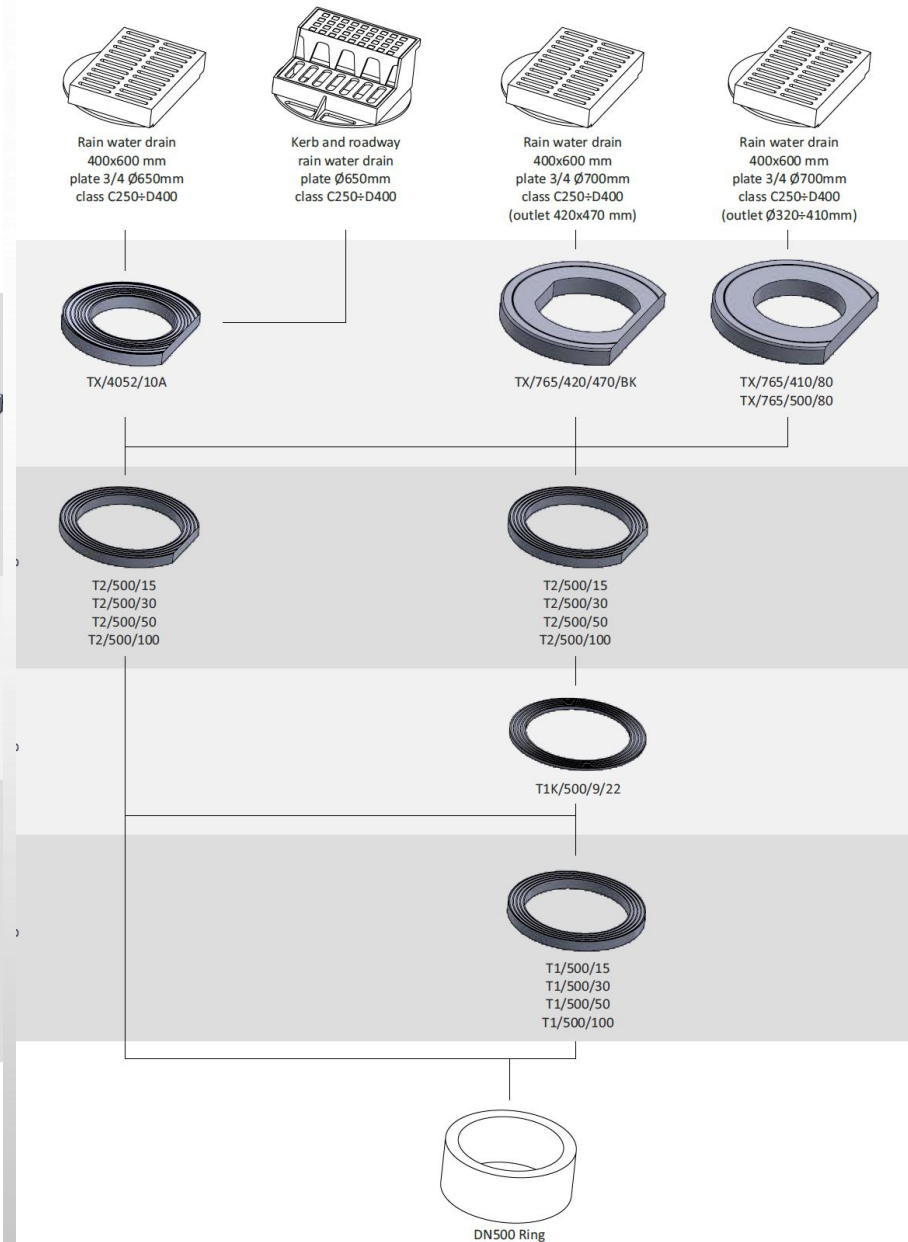 Rain water drain
400x600 mm
plate 3/4 Ø650mm
class C250÷D400
Kerb and roadway
rain water drain
plate Ø650mm
class C250÷D400
Rain water drain
400x600 mm
plate 3/4 Ø700mm
class C250÷D400
(outlet 420x470 mm)
Rain water drain
400x600 mm
plate 3/4 Ø700mm
class C250÷D400
(outlet Ø320÷410mm)
TX/4052/10A
TX/765/420/470/BK
TX/765/410/80
TX/765/500/80
T2/500/15
T2/500/30
T2/500/50
T2/500/100
T2/500/15
T2/500/30
T2/500/50
T2/500/100
T1K/500/9/22
T1/500/15
T1/500/30
T1/500/50
T1/500/100
DN500 Ring